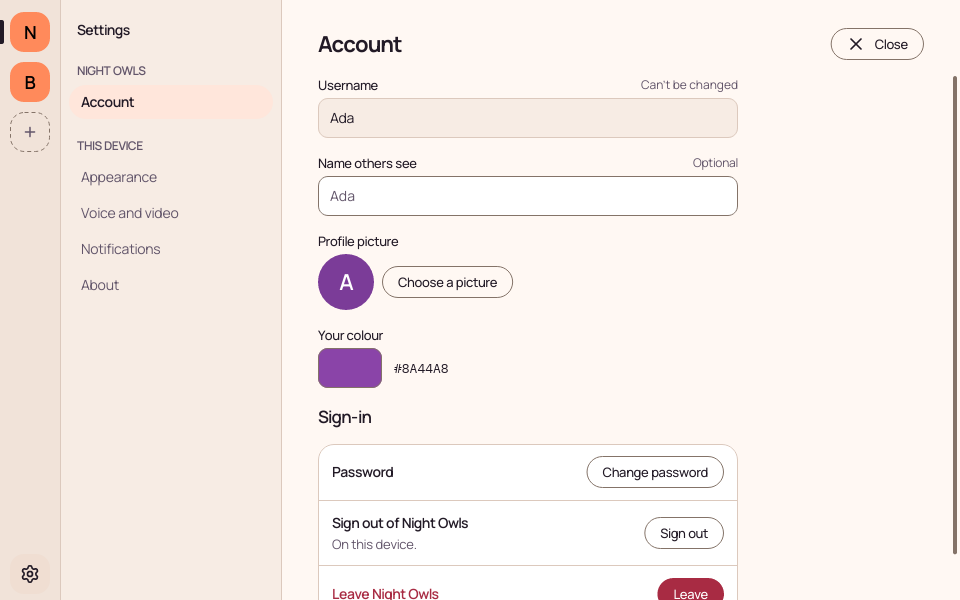 N
B
Settings
NIGHT OWLS
Account
THIS DEVICE
Appearance
Voice and video
Notifications
About
Account
Close
Username
Can't be changed
Ada
Name others see
Optional
Ada
Profile picture
A
Choose a picture
Your colour
#8A44A8
Sign-in
Password
Change password
Sign out of Night Owls
On this device.
Sign out
Leave Night Owls
Leave